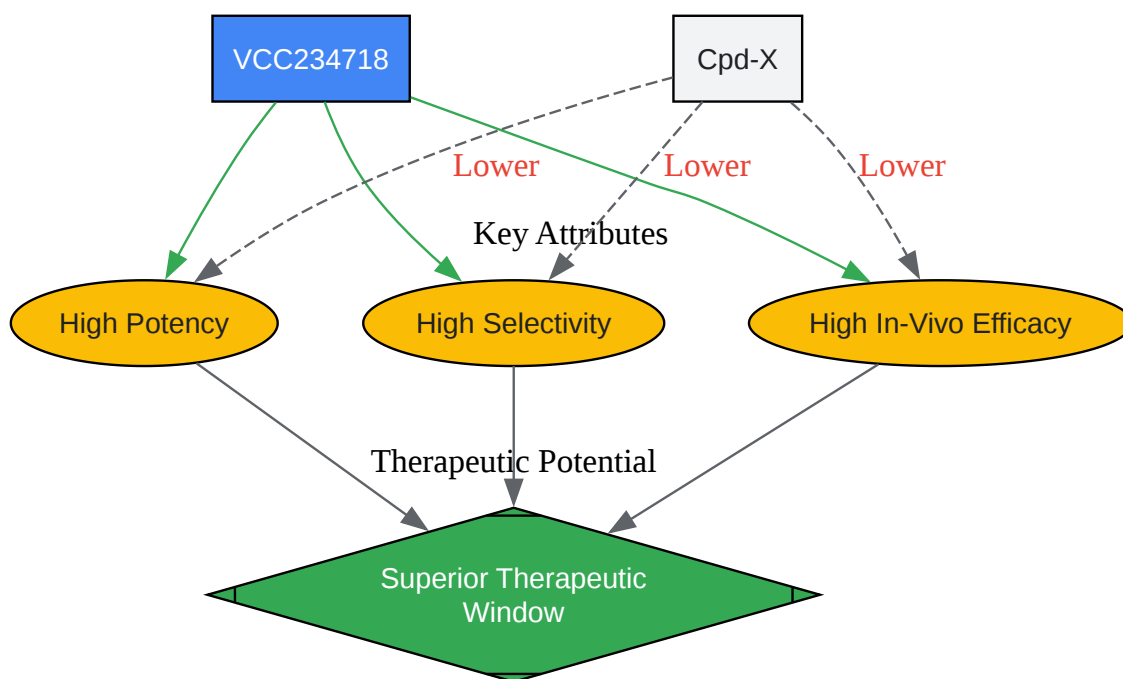 VCC234718
Cpd-X
Lower
Lower
Lower
Key Attributes
High Potency
High Selectivity
High In-Vivo Efficacy
Therapeutic Potential
Superior Therapeutic
Window